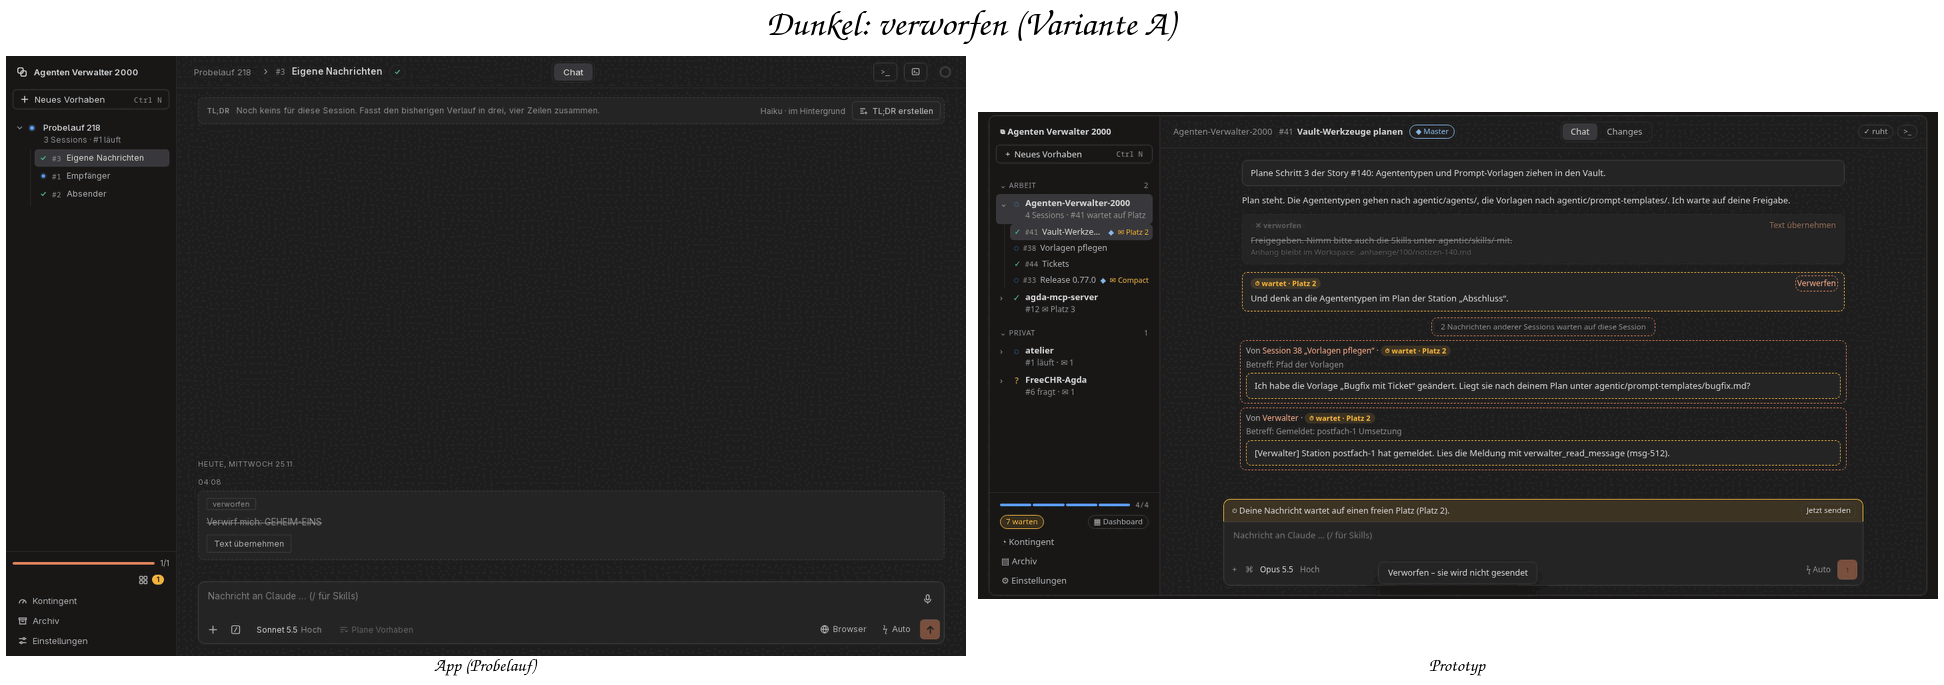 Dunkel: verworfen (Variante A)
Agenten Verwalter 2000
Neues Vorhaben Ctrl N
Probelauf 218
3 Sessions · #1 läuft
#3 Eigene Nachrichten
#1 Empfänger
#2 Absender
1/1
1
Kontingent
Archiv
Einstellungen
Probelauf 218 > #3 Eigene Nachrichten ✓
Chat
>_
TL;DR Noch keins für diese Session. Fasst den bisherigen Verlauf in drei, vier Zeilen zusammen.
Haiku · im Hintergrund TL;DR erstellen
HEUTE, MITTWOCH 25 11
04:08
verworfen
Verwirf mich: GEHEIM-EINS
Text übernehmen
Nachricht an Claude … (/ für Skills)
Sonnet 5.5 Hoch Plane Vorhaben Browser Auto
App (Probelauf)
Agenten Verwalter 2000
+ Neues Vorhaben Ctrl N
ARBEIT 2
Agenten-Verwalter-2000
4 Sessions · #41 wartet auf Platz
✓ #41 Vault-Werkze... ◆ ✉ Platz 2
#38 Vorlagen pflegen
✓ #44 Tickets
#33 Release 0.77.0 ◆ ✉ Compact
› ✓ agda-mcp-server
#12 ✉ Platz 3
PRIVAT 1
› atelier
#1 läuft · ✉ 1
› ? FreeCHR-Agda
#6 fragt · ✉ 1
4/4
7 warten Dashboard
Kontingent
Archiv
Einstellungen
Agenten-Verwalter-2000 #41 Vault-Werkzeuge planen ◆ Master
Chat Changes
✓ ruht >_
Plane Schritt 3 der Story #140: Agententypen und Prompt-Vorlagen ziehen in den Vault.
Plan steht. Die Agententypen gehen nach agentic/agents/, die Vorlagen nach agentic/prompt-templates/. Ich warte auf deine Freigabe.
✕ verworfen Text übernehmen
Freigegeben. Nimm bitte auch die Skills unter agentic/skills/ mit.
Anhang bleibt im Workspace: .anhaenge/100/notizen-140.md
wartet · Platz 2 Verwerfen
Und denk an die Agententypen im Plan der Station „Abschluss“.
2 Nachrichten anderer Sessions warten auf diese Session
Von Session 38 „Vorlagen pflegen“ · wartet · Platz 2
Betreff: Pfad der Vorlagen
Ich habe die Vorlage „Bugfix mit Ticket“ geändert. Liegt sie nach deinem Plan unter agentic/prompt-templates/bugfix.md?
Von Verwalter · wartet · Platz 2
Betreff: Gemeldet: postfach-1 Umsetzung
[Verwalter] Station postfach-1 hat gemeldet. Lies die Meldung mit verwalter_read_message (msg-512).
Deine Nachricht wartet auf einen freien Platz (Platz 2). Jetzt senden
Nachricht an Claude … (/ für Skills)
+ ⌘ Opus 5.5 Hoch Auto ↑
Verworfen – sie wird nicht gesendet
Prototyp